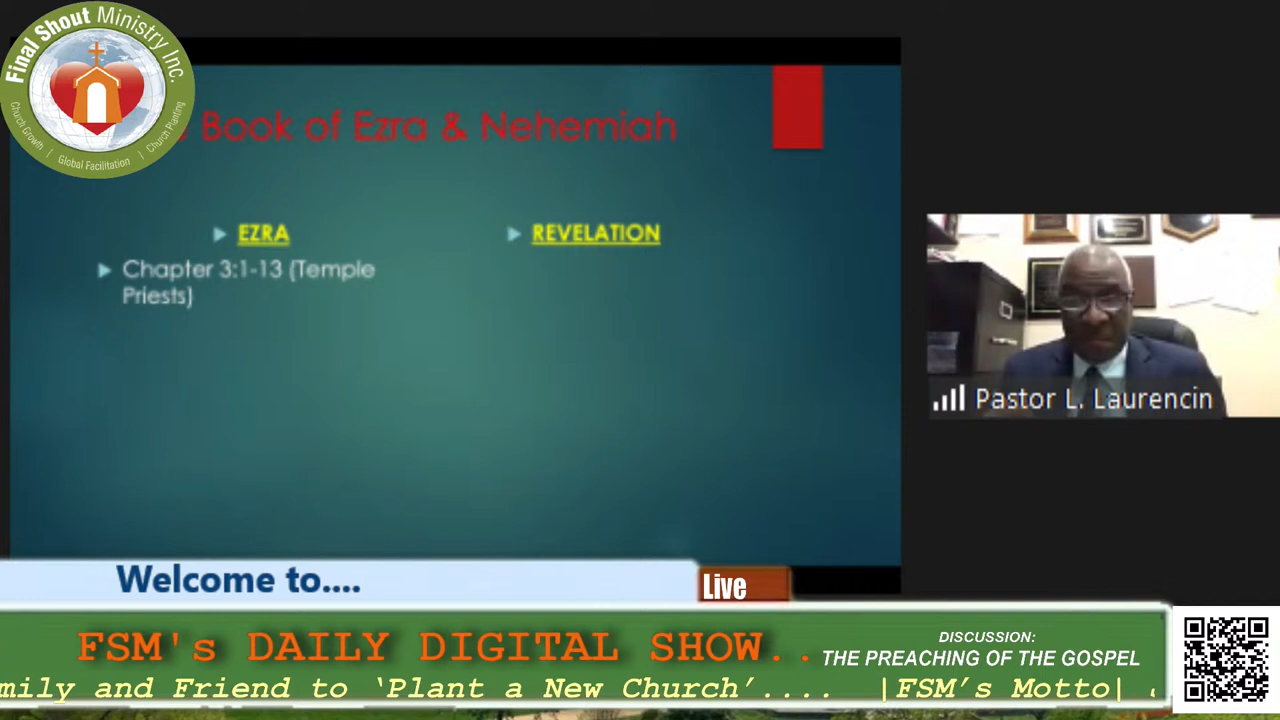 Final Shout Ministry Inc.
Church Growth | Global Facilitation | Church Planting
Book of Ezra & Nehemiah
EZRA
REVELATION
Chapter 3:1-13 (Temple
Priests)
Pastor L. Laurencin
Welcome to....
Live
FSM's DAILY DIGITAL SHOW..
DISCUSSION:
THE PREACHING OF THE GOSPEL
mily and Friend to ‘Plant a New Church’.... |FSM’s Motto|